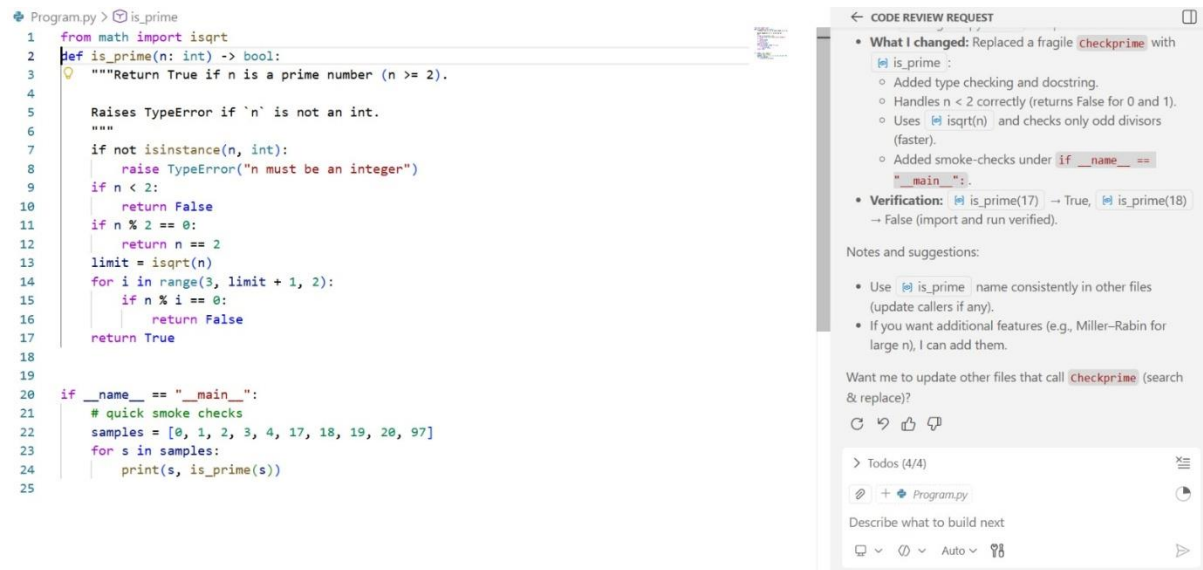 Program.py > is_prime
1 from math import isqrt
2 def is_prime(n: int) -> bool:
3 """Return True if n is a prime number (n >= 2).
4
5 Raises TypeError if `n` is not an int.
6 """
7 if not isinstance(n, int):
8 raise TypeError("n must be an integer")
9 if n < 2:
10 return False
11 if n % 2 == 0:
12 return n == 2
13 limit = isqrt(n)
14 for i in range(3, limit + 1, 2):
15 if n % i == 0:
16 return False
17 return True
18
19
20 if __name__ == "__main__":
21 # quick smoke checks
22 samples = [0, 1, 2, 3, 4, 17, 18, 19, 20, 97]
23 for s in samples:
24 print(s, is_prime(s))
25
← CODE REVIEW REQUEST
• What I changed: Replaced a fragile Checkprime with
is_prime :
◦ Added type checking and docstring.
◦ Handles n < 2 correctly (returns False for 0 and 1).
◦ Uses isqrt(n) and checks only odd divisors
(faster).
◦ Added smoke-checks under if __name__ ==
"__main__": .
• Verification: is_prime(17) → True, is_prime(18)
→ False (import and run verified).
Notes and suggestions:
• Use is_prime name consistently in other files
(update callers if any).
• If you want additional features (e.g., Miller–Rabin for
large n), I can add them.
Want me to update other files that call Checkprime (search
& replace)?
> Todos (4/4)
+ Program.py
Describe what to build next
Auto